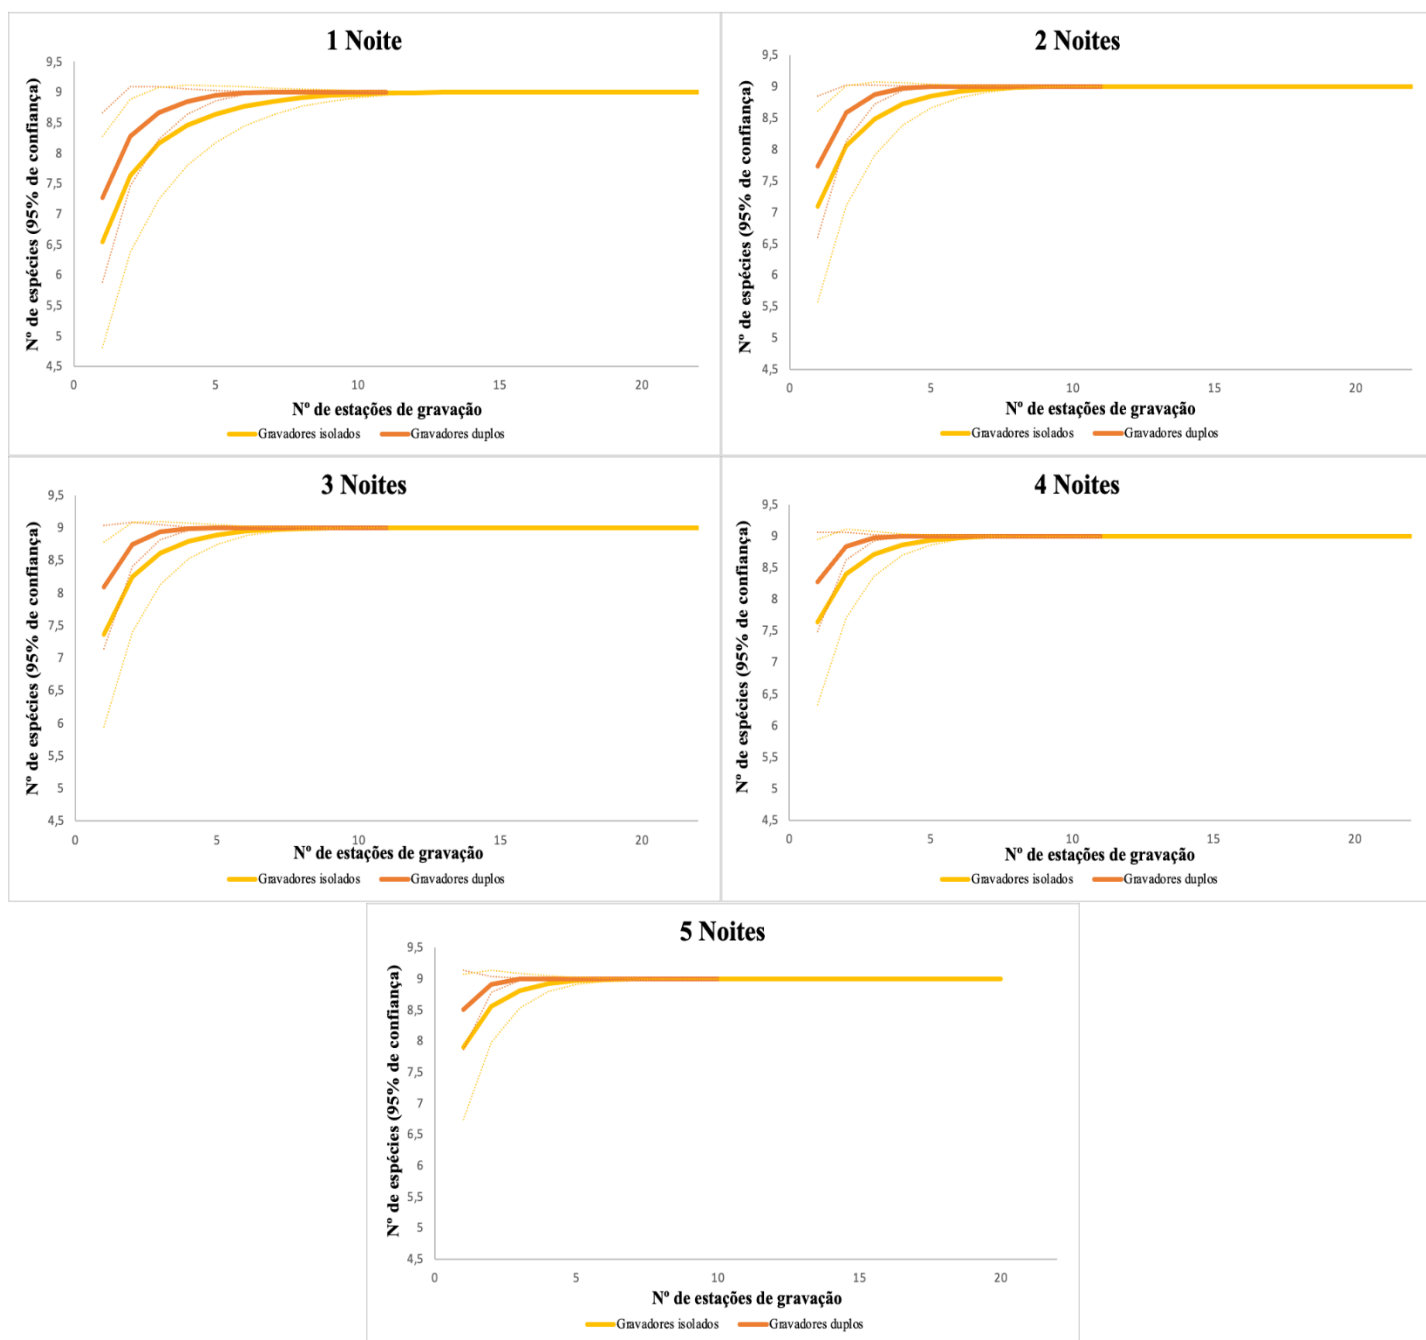 1 Noite
Nº de espécies (95% de confiança)
9,5
9
8,5
8
7,5
7
6,5
6
5,5
5
4,5
0 5 10 15 20
Nº de estações de gravação
Gravadores isolados Gravadores duplos
2 Noites
Nº de espécies (95% de confiança)
9,5
9
8,5
8
7,5
7
6,5
6
5,5
5
4,5
0 5 10 15 20
Nº de estações de gravação
Gravadores isolados Gravadores duplos
3 Noites
Nº de espécies (95% de confiança)
9,5
9
8,5
8
7,5
7
6,5
6
5,5
5
4,5
0 5 10 15 20
Nº de estações de gravação
Gravadores isolados Gravadores duplos
4 Noites
Nº de espécies (95% de confiança)
9,5
9
8,5
8
7,5
7
6,5
6
5,5
5
4,5
0 5 10 15 20
Nº de estações de gravação
Gravadores isolados Gravadores duplos
5 Noites
Nº de espécies (95% de confiança)
9,5
9
8,5
8
7,5
7
6,5
6
5,5
5
4,5
0 5 10 15 20
Nº de estações de gravação
Gravadores isolados Gravadores duplos